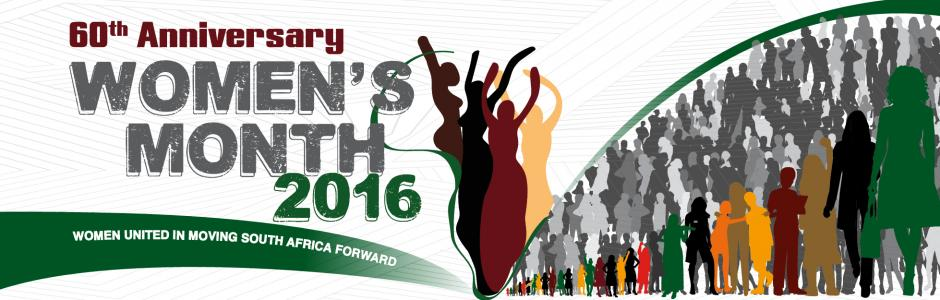 60th Anniversary
WOMEN'S
MONTH
2016
WOMEN UNITED IN MOVING SOUTH AFRICA FORWARD